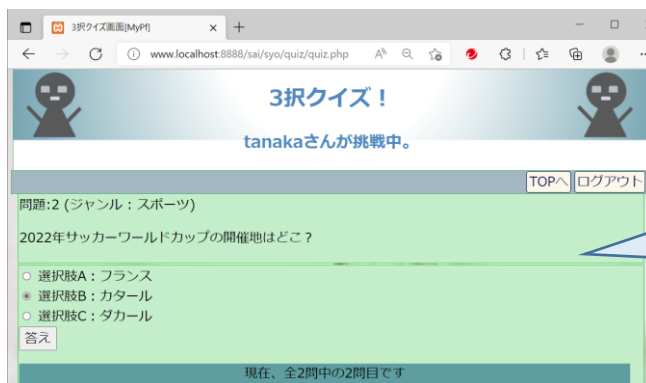 3択クイズ画面[MyPf]
www.localhost:8888/sai/syo/quiz/quiz.php
3択クイズ！
tanakaさんが挑戦中。
TOPへ ログアウト
問題:2 (ジャンル：スポーツ)
2022年サッカーワールドカップの開催地はどこ？
選択肢A：フランス
選択肢B：カタール
選択肢C：ダカール
答え
現在、全2問中の2問目です